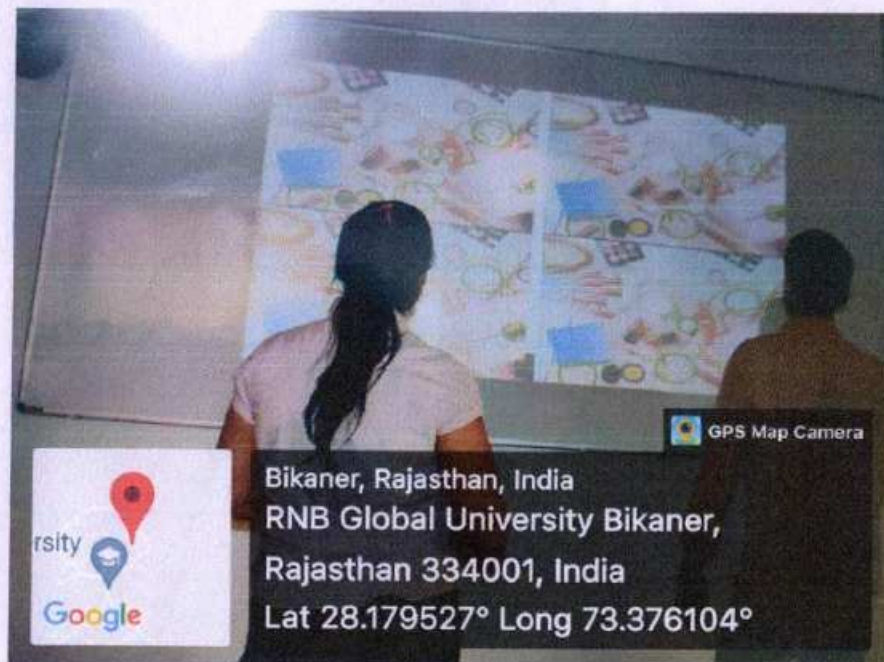 GPS Map Camera
rsity
Google
Bikaner, Rajasthan, India
RNB Global University Bikaner,
Rajasthan 334001, India
Lat 28.179527° Long 73.376104°